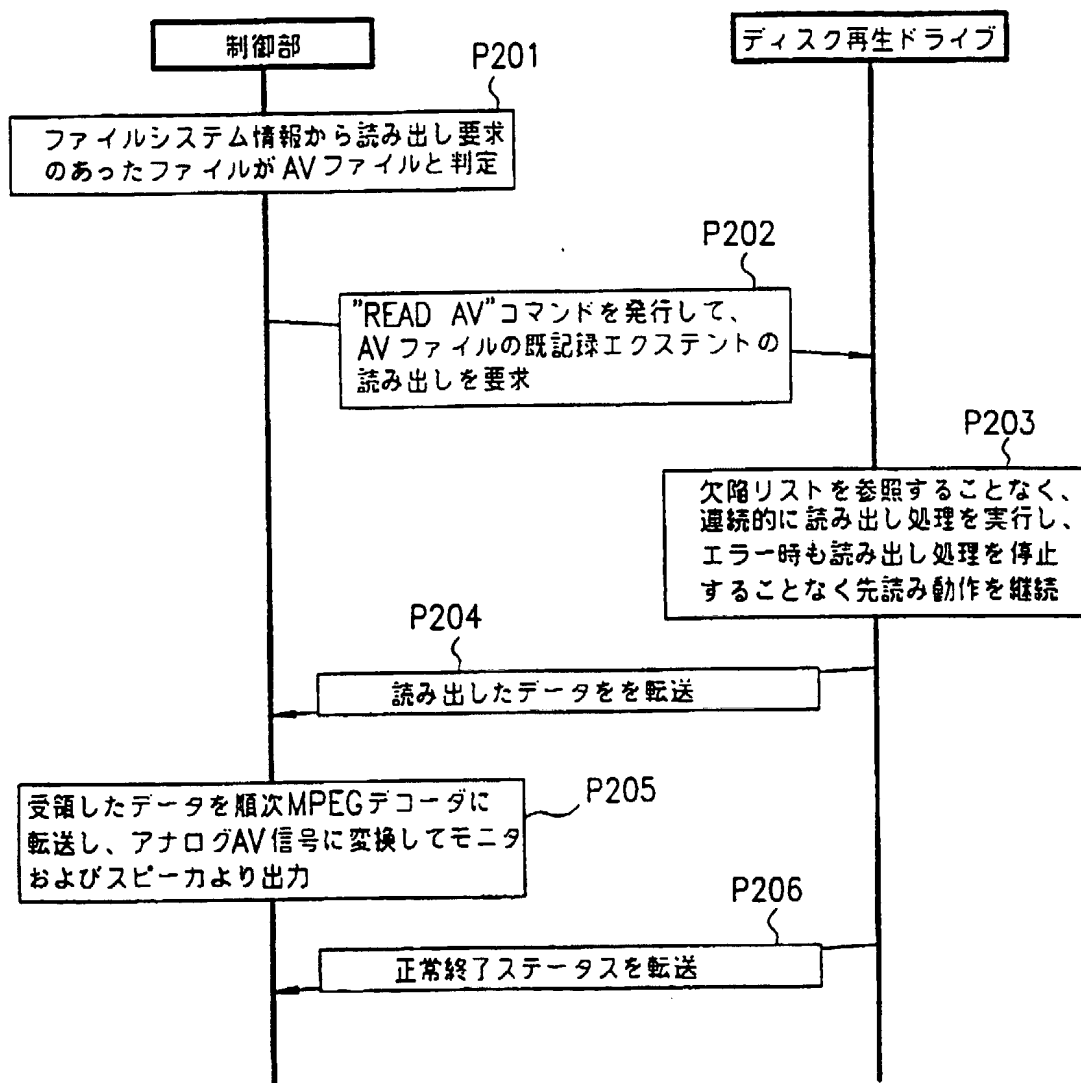 制御部
ディスク再生ドライブ
P201
ファイルシステム情報から読み出し要求
のあったファイルがAVファイルと判定
P202
"READ AV"コマンドを発行して、
AVファイルの既記録エクステントの
読み出しを要求
P203
欠陥リストを参照することなく、
連続的に読み出し処理を実行し、
エラー時も読み出し処理を停止
することなく先読み動作を継続
P204
読み出したデータをを転送
P205
受領したデータを順次MPEGデコーダに
転送し、アナログAV信号に変換してモニタ
およびスピーカより出力
P206
正常終了ステータスを転送